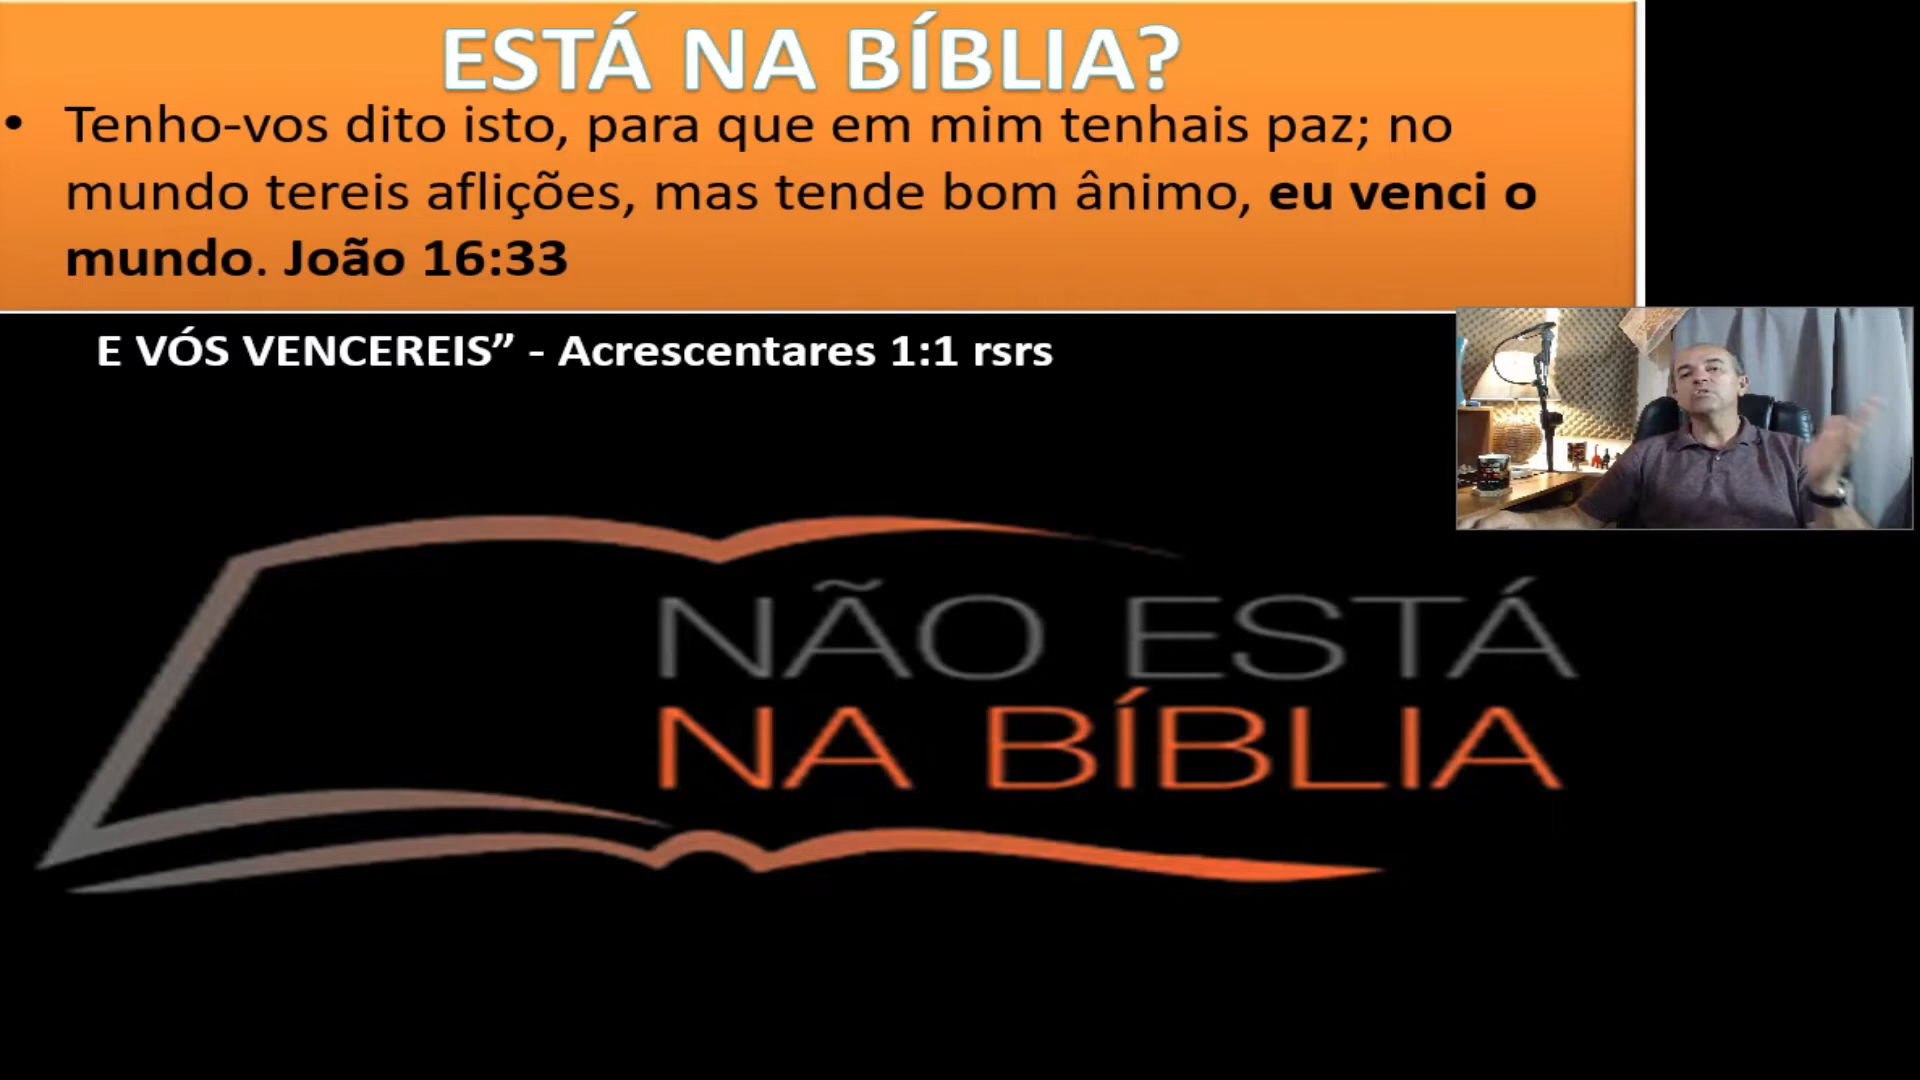 ESTÁ NA BÍBLIA?
• Tenho-vos dito isto, para que em mim tenhais paz; no
mundo tereis aflições, mas tende bom ânimo, eu venci o
mundo. João 16:33
E VÓS VENCEREIS” - Acrescentares 1:1 rsrs
NÃO ESTÁ
NA BÍBLIA